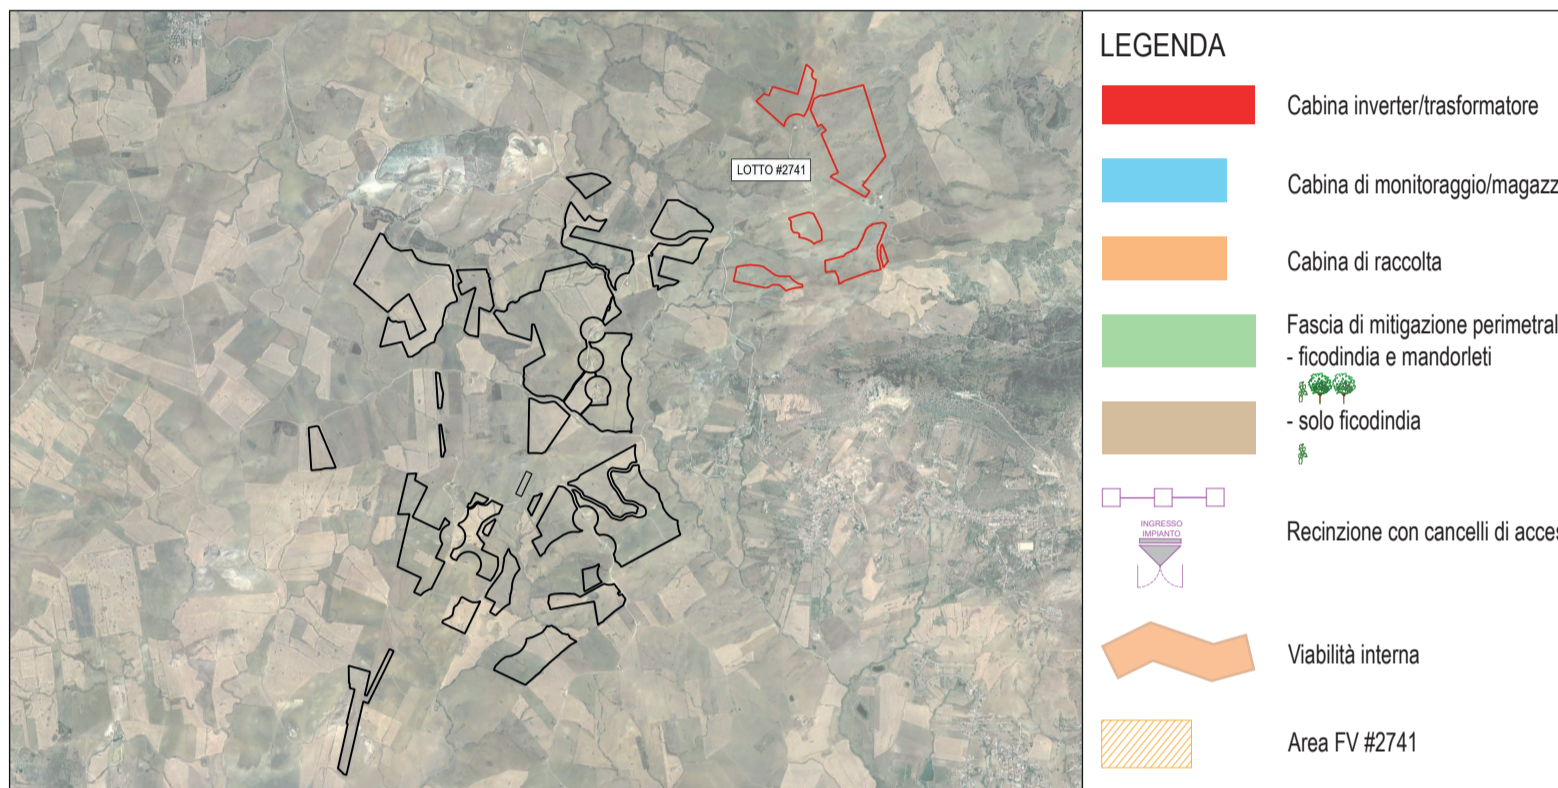 LOTTO #2741
LEGENDA
Cabina inverter/trasformatore
Cabina di monitoraggio/magazz
Cabina di raccolta
Fascia di mitigazione perimetral
- ficodindia e mandorleti
- solo ficodindia
INGRESSO
IMPIANTO
Recinzione con cancelli di acces
Viabilità interna
Area FV #2741